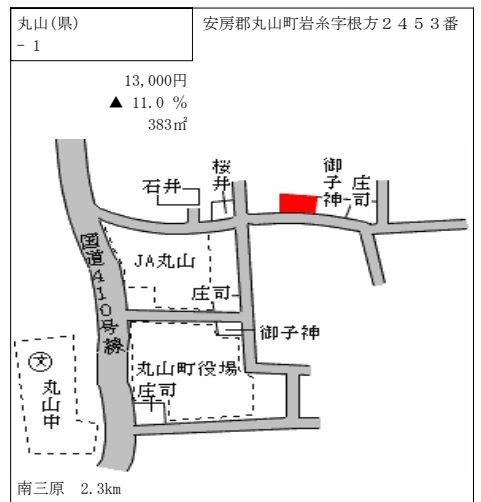 丸山(県)
- 1
安房郡丸山町岩糸字根方２４５３番
13,000円
▲ 11.0 %
383㎡
石井
桜井
御子神
庄司
国道410号線
JA丸山
庄司
御子神
丸山町役場
庄司
文
丸山中
南三原 2.3km